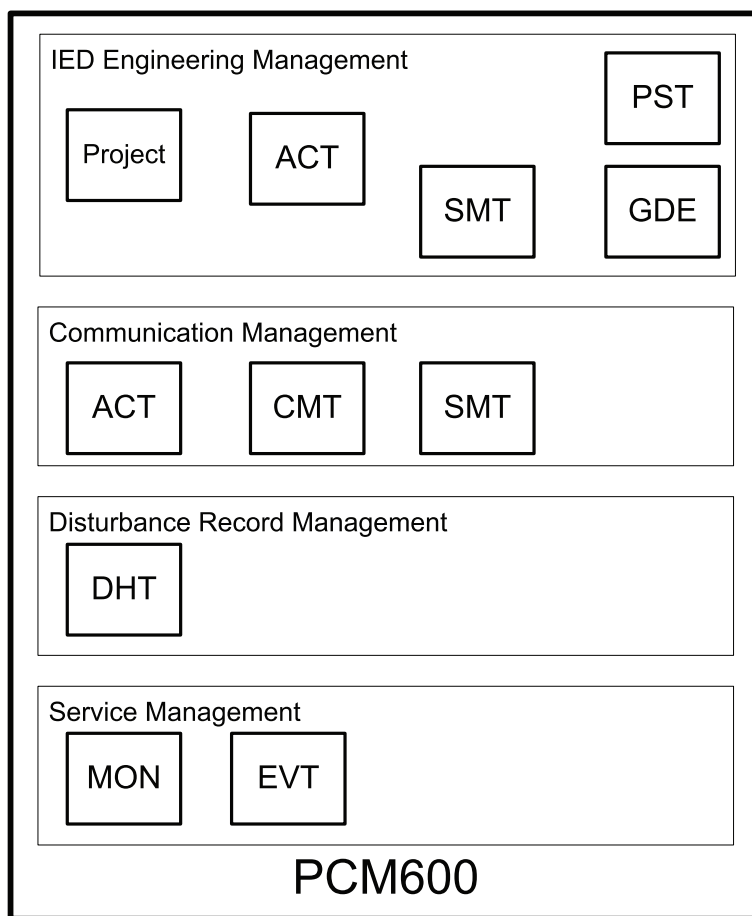 IED Engineering Management
PST
Project
ACT
SMT
GDE
Communication Management
ACT
CMT
SMT
Disturbance Record Management
DHT
Service Management
MON
EVT
PCM600